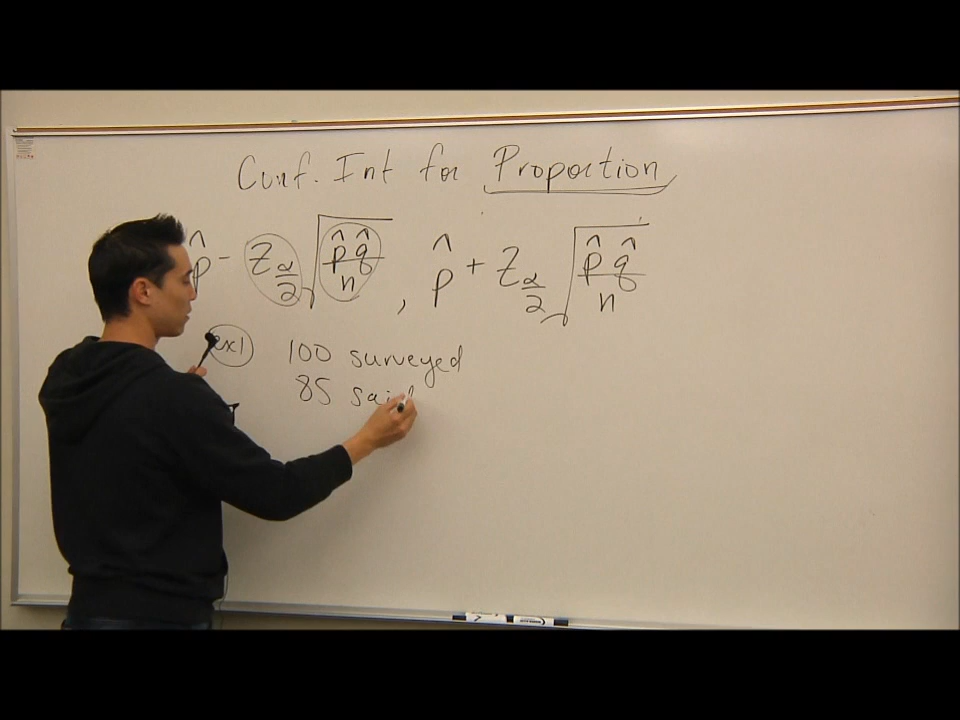 Conf. Int for Proportion
p̂ - Z α/2 √(p̂ q̂ / n) , p̂ + Z α/2 √(p̂ q̂ / n)
ex1 100 surveyed
85 said